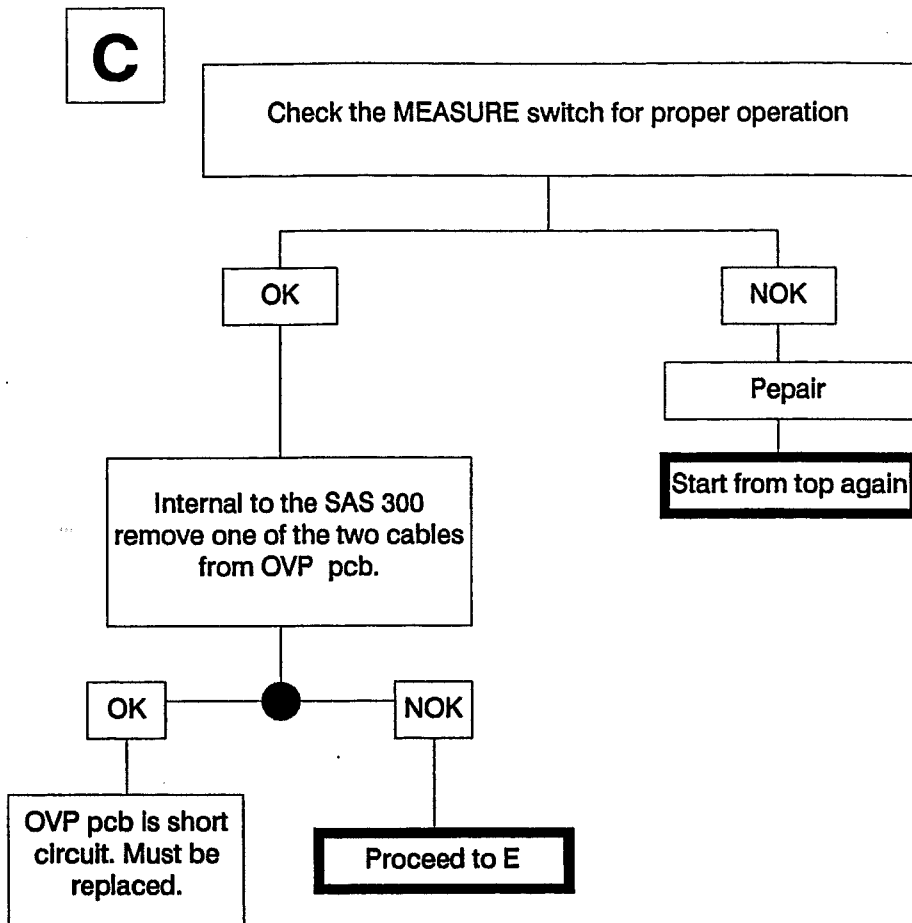 C
Check the MEASURE switch for proper operation
OK
NOK
Pepair
Start from top again
Internal to the SAS 300
remove one of the two cables
from OVP pcb.
OK
NOK
OVP pcb is short
circuit. Must be
replaced.
Proceed to E